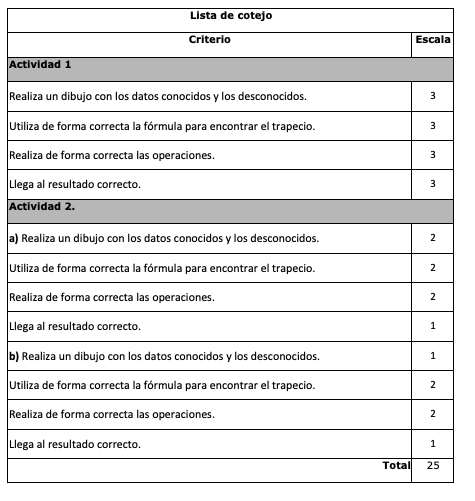 Lista de cotejo
Criterio Escala
Actividad 1
Realiza un dibujo con los datos conocidos y los desconocidos. 3
Utiliza de forma correcta la fórmula para encontrar el trapecio. 3
Realiza de forma correcta las operaciones. 3
Llega al resultado correcto. 3
Actividad 2.
a) Realiza un dibujo con los datos conocidos y los desconocidos. 2
Utiliza de forma correcta la fórmula para encontrar el trapecio. 2
Realiza de forma correcta las operaciones. 2
Llega al resultado correcto. 1
b) Realiza un dibujo con los datos conocidos y los desconocidos. 1
Utiliza de forma correcta la fórmula para encontrar el trapecio. 2
Realiza de forma correcta las operaciones. 2
Llega al resultado correcto. 1
Total 25